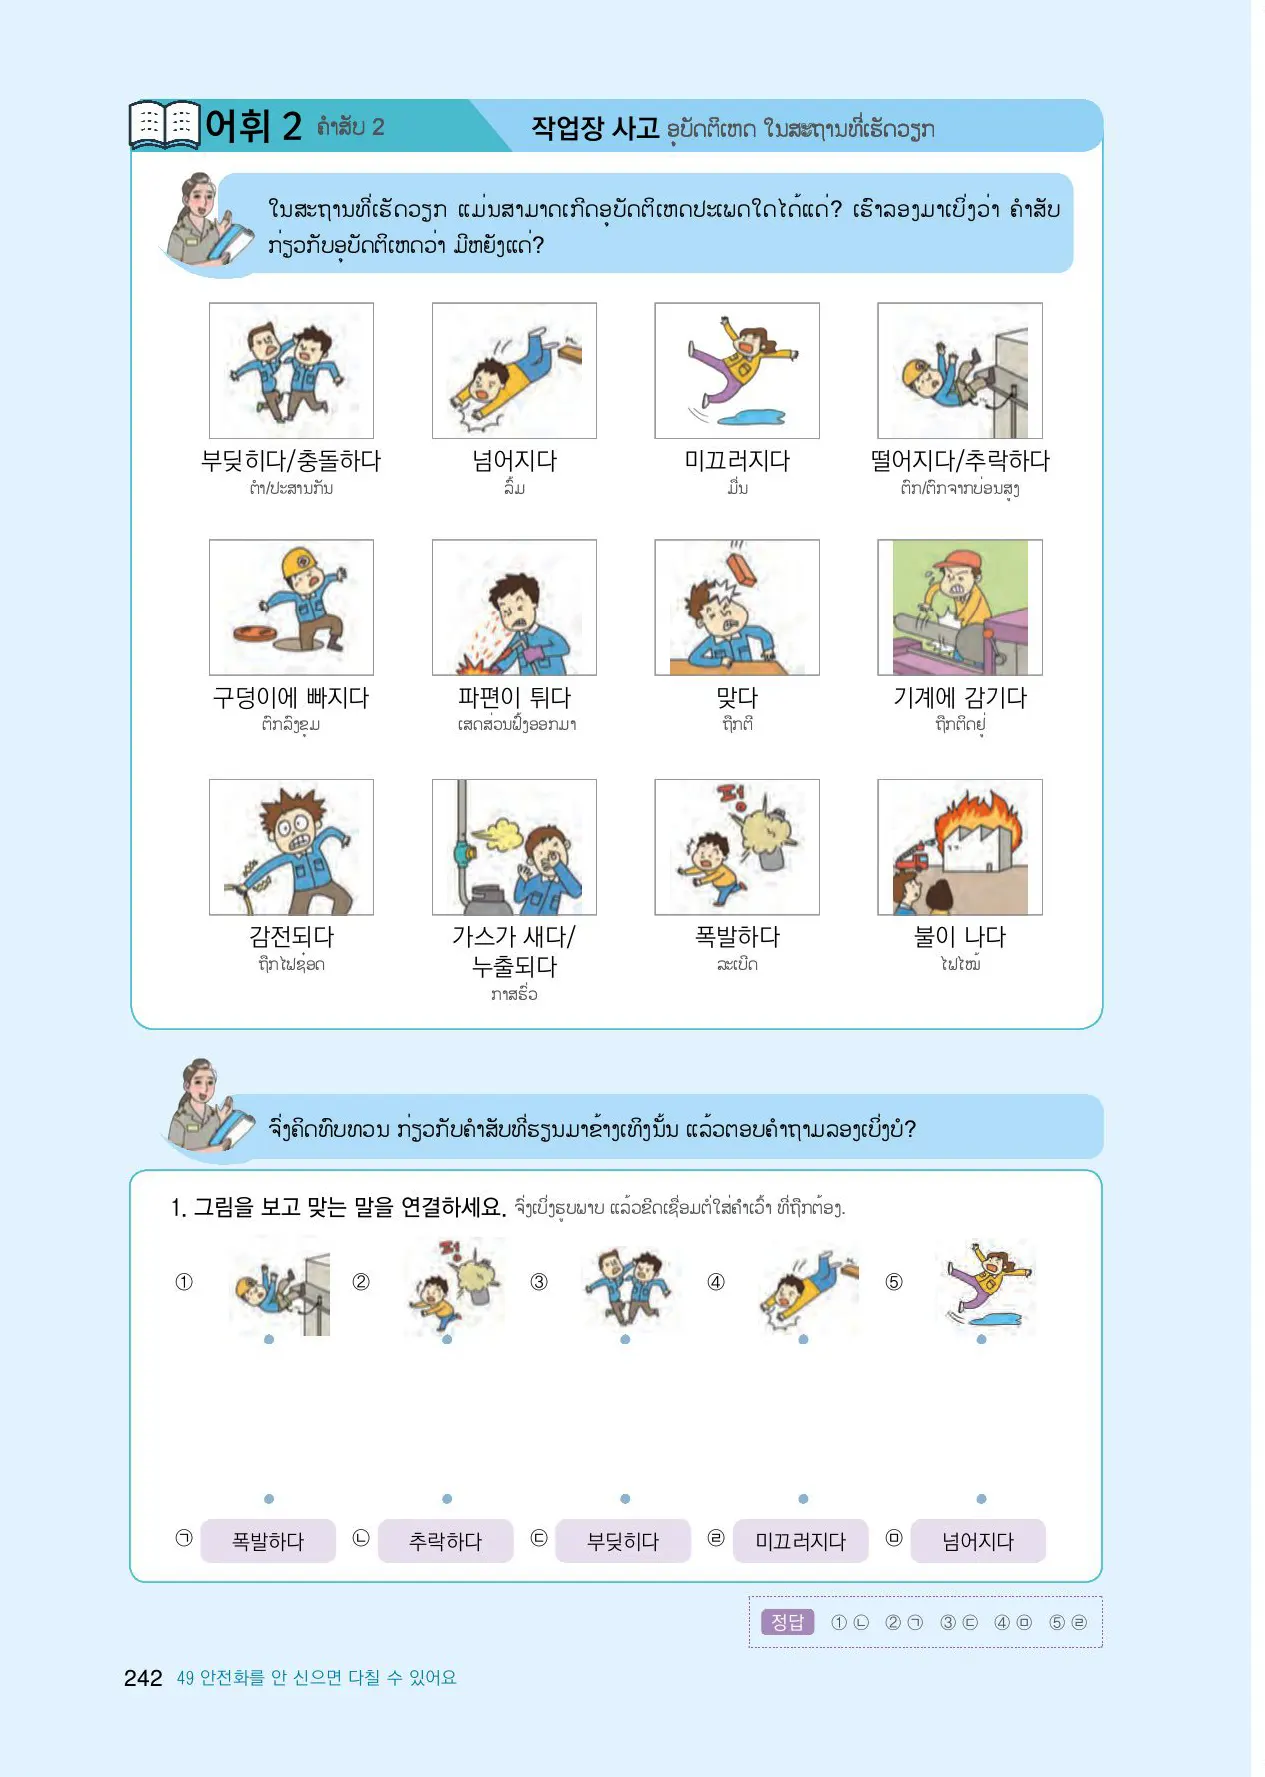 어휘 2 ຄຳສັບ 2
작업장 사고 ອຸບັດຕິເຫດ ໃນສະຖານທີ່ເຮັດວຽກ
ໃນສະຖານທີ່ເຮັດວຽກ ແມ່ນສາມາດເກີດອຸບັດຕິເຫດປະເພດໃດໄດ້ແດ່? ເຮົາລອງມາເບິ່ງວ່າ ຄຳສັບ
ກ່ຽວກັບອຸບັດຕິເຫດວ່າ ມີຫຍັງແດ່?
부딪히다/충돌하다 넘어지다 미끄러지다 떨어지다/추락하다
ຕຳ/ປະສານກັນ ລົ້ມ ມື່ນ ຕົກ/ຕົກຈາກບ່ອນສູງ
구덩이에 빠지다 파편이 튀다 맞다 기계에 감기다
ຕົກລົງຂຸມ ເສດສ່ວນຟົ້ງອອກມາ ຖືກຕີ ຖືກຕິດຢູ່
펑
감전되다 가스가 새다/ 폭발하다 불이 나다
누출되다
ຖືກໄຟຊ໋ອດ ກາສຮົ່ວ ລະເບີດ ໄຟໄໝ້
ຈົ່ງຄິດທົບທວນ ກ່ຽວກັບຄຳສັບທີ່ຮຽນມາຂ້າງເທິງນັ້ນ ແລ້ວຕອບຄຳຖາມລອງເບິ່ງບໍ?
1. 그림을 보고 맞는 말을 연결하세요. ຈົ່ງເບິ່ງຮູບພາບ ແລ້ວຂີດເຊື່ອມຕໍ່ໃສ່ຄຳເວົ້າ ທີ່ຖືກຕ້ອງ.
펑
① ② ③ ④ ⑤
㉠ 폭발하다 ㉡ 추락하다 ㉢ 부딪히다 ㉣ 미끄러지다 ㉤ 넘어지다
정답 ① ㉡ ② ㉠ ③ ㉢ ④ ㉤ ⑤ ㉣
242 49 안전화를 안 신으면 다칠 수 있어요